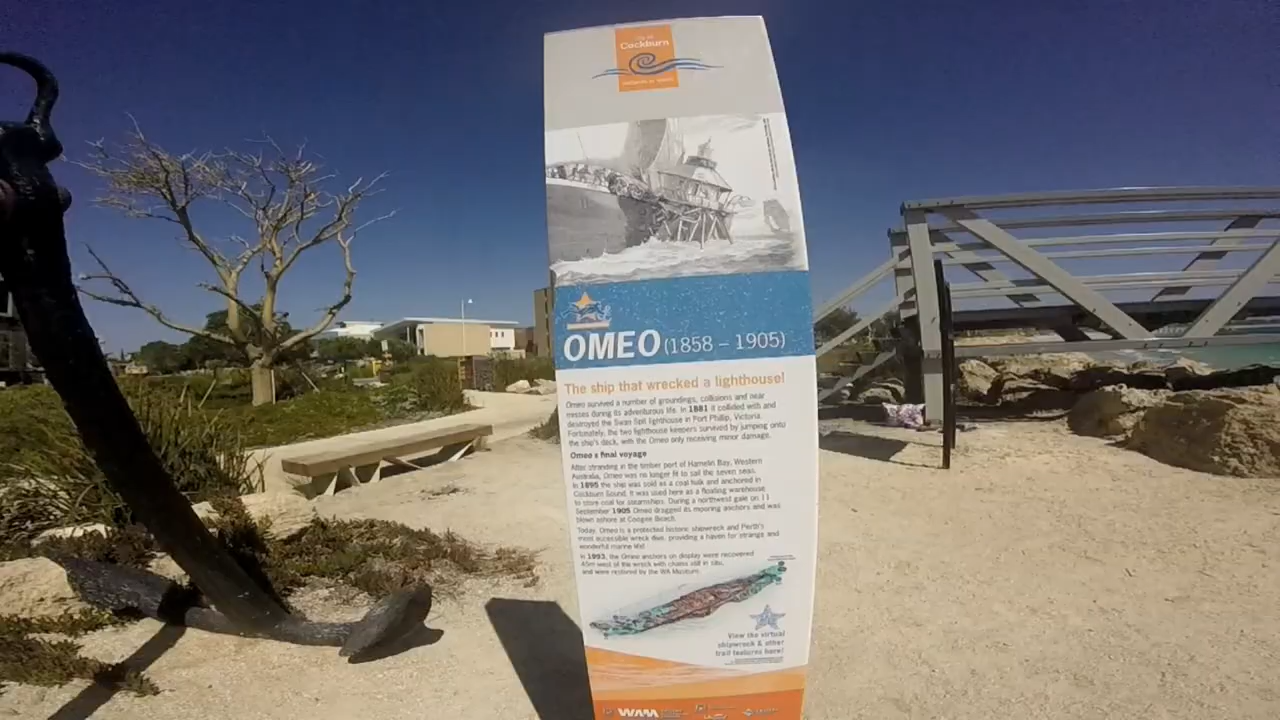 City of
Cockburn
OMEO (1858 – 1905)
The ship that wrecked a lighthouse!
Omeo survived a number of groundings, collisions and near
misses during its adventurous life. In 1881 it collided with and
destroyed the Swan Spit lighthouse in Port Phillip, Victoria.
Fortunately, the two lighthouse keepers survived by jumping onto
the ship's deck, with the Omeo only receiving minor damage.
Omeo's final voyage
After stranding in the timber port of Hamelin Bay, Western
Australia, Omeo was no longer fit to sail the seven seas.
In 1895 the ship was sold as a coal hulk and anchored in
Cockburn Sound. It was used here as a floating warehouse
to store coal for steamships. During a northwest gale on 11
September 1905 Omeo dragged its mooring anchors and was
blown ashore at Coogee Beach.
Today, Omeo is a protected historic shipwreck and Perth's
most accessible wreck dive, providing a haven for strange and
wonderful marine life!
In 1993, the Omeo anchors on display were recovered
45m west of the wreck with chains still in situ,
and were restored by the WA Museum.
View the virtual
shipwreck & other
trail features here!